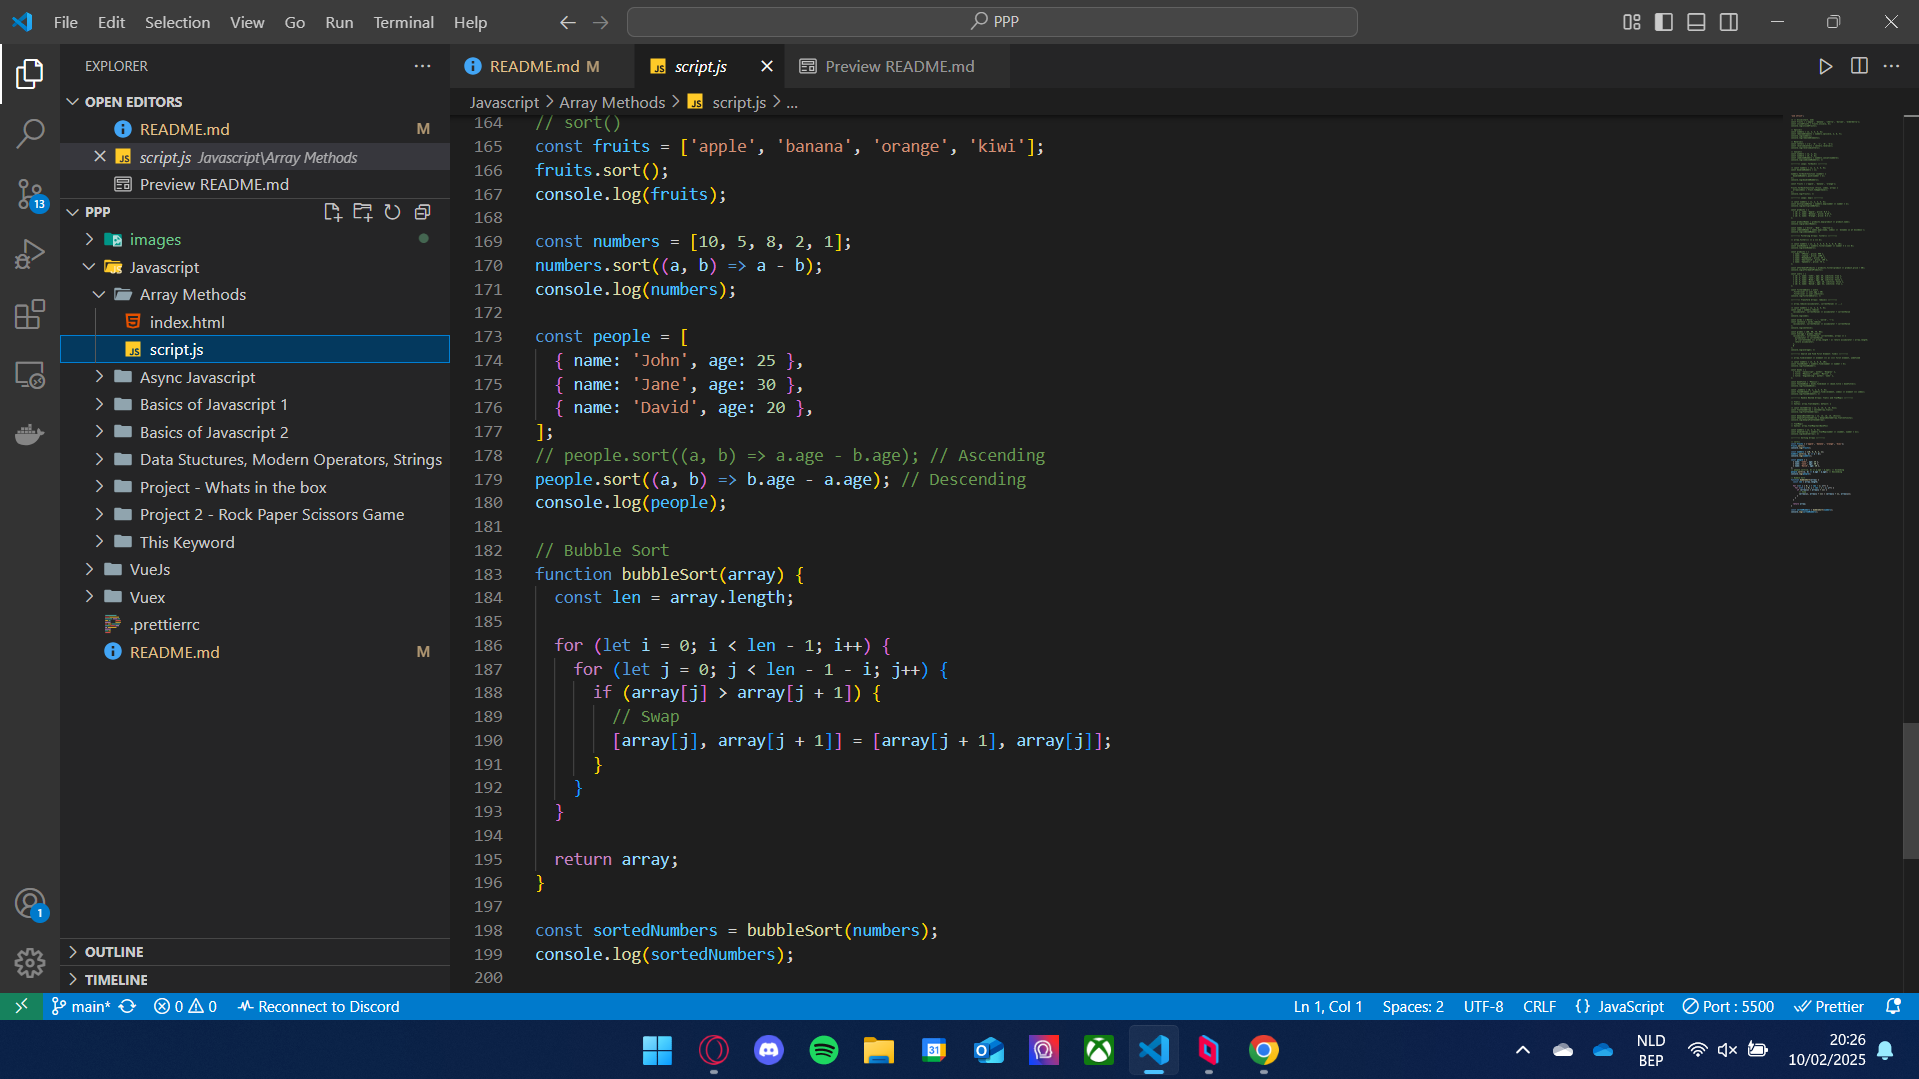 File Edit Selection View Go Run Terminal Help
PPP
EXPLORER
OPEN EDITORS
README.md M
script.js Javascript\Array Methods
Preview README.md
PPP
images
Javascript
Array Methods
index.html
script.js
Async Javascript
Basics of Javascript 1
Basics of Javascript 2
Data Stuctures, Modern Operators, Strings
Project - Whats in the box
Project 2 - Rock Paper Scissors Game
This Keyword
VueJs
Vuex
.prettierrc
README.md M
OUTLINE
TIMELINE
13
1
README.md M
script.js
Preview README.md
Javascript > Array Methods > script.js > ...
164 // sort()
165 const fruits = ['apple', 'banana', 'orange', 'kiwi'];
166 fruits.sort();
167 console.log(fruits);
168
169 const numbers = [10, 5, 8, 2, 1];
170 numbers.sort((a, b) => a - b);
171 console.log(numbers);
172
173 const people = [
174 { name: 'John', age: 25 },
175 { name: 'Jane', age: 30 },
176 { name: 'David', age: 20 },
177 ];
178 // people.sort((a, b) => a.age - b.age); // Ascending
179 people.sort((a, b) => b.age - a.age); // Descending
180 console.log(people);
181
182 // Bubble Sort
183 function bubbleSort(array) {
184 const len = array.length;
185
186 for (let i = 0; i < len - 1; i++) {
187 for (let j = 0; j < len - 1 - i; j++) {
188 if (array[j] > array[j + 1]) {
189 // Swap
190 [array[j], array[j + 1]] = [array[j + 1], array[j]];
191 }
192 }
193 }
194
195 return array;
196 }
197
198 const sortedNumbers = bubbleSort(numbers);
199 console.log(sortedNumbers);
200
main* 0 0 Reconnect to Discord
Ln 1, Col 1 Spaces: 2 UTF-8 CRLF {} JavaScript Port : 5500 Prettier
31
NLD
BEP
20:26
10/02/2025